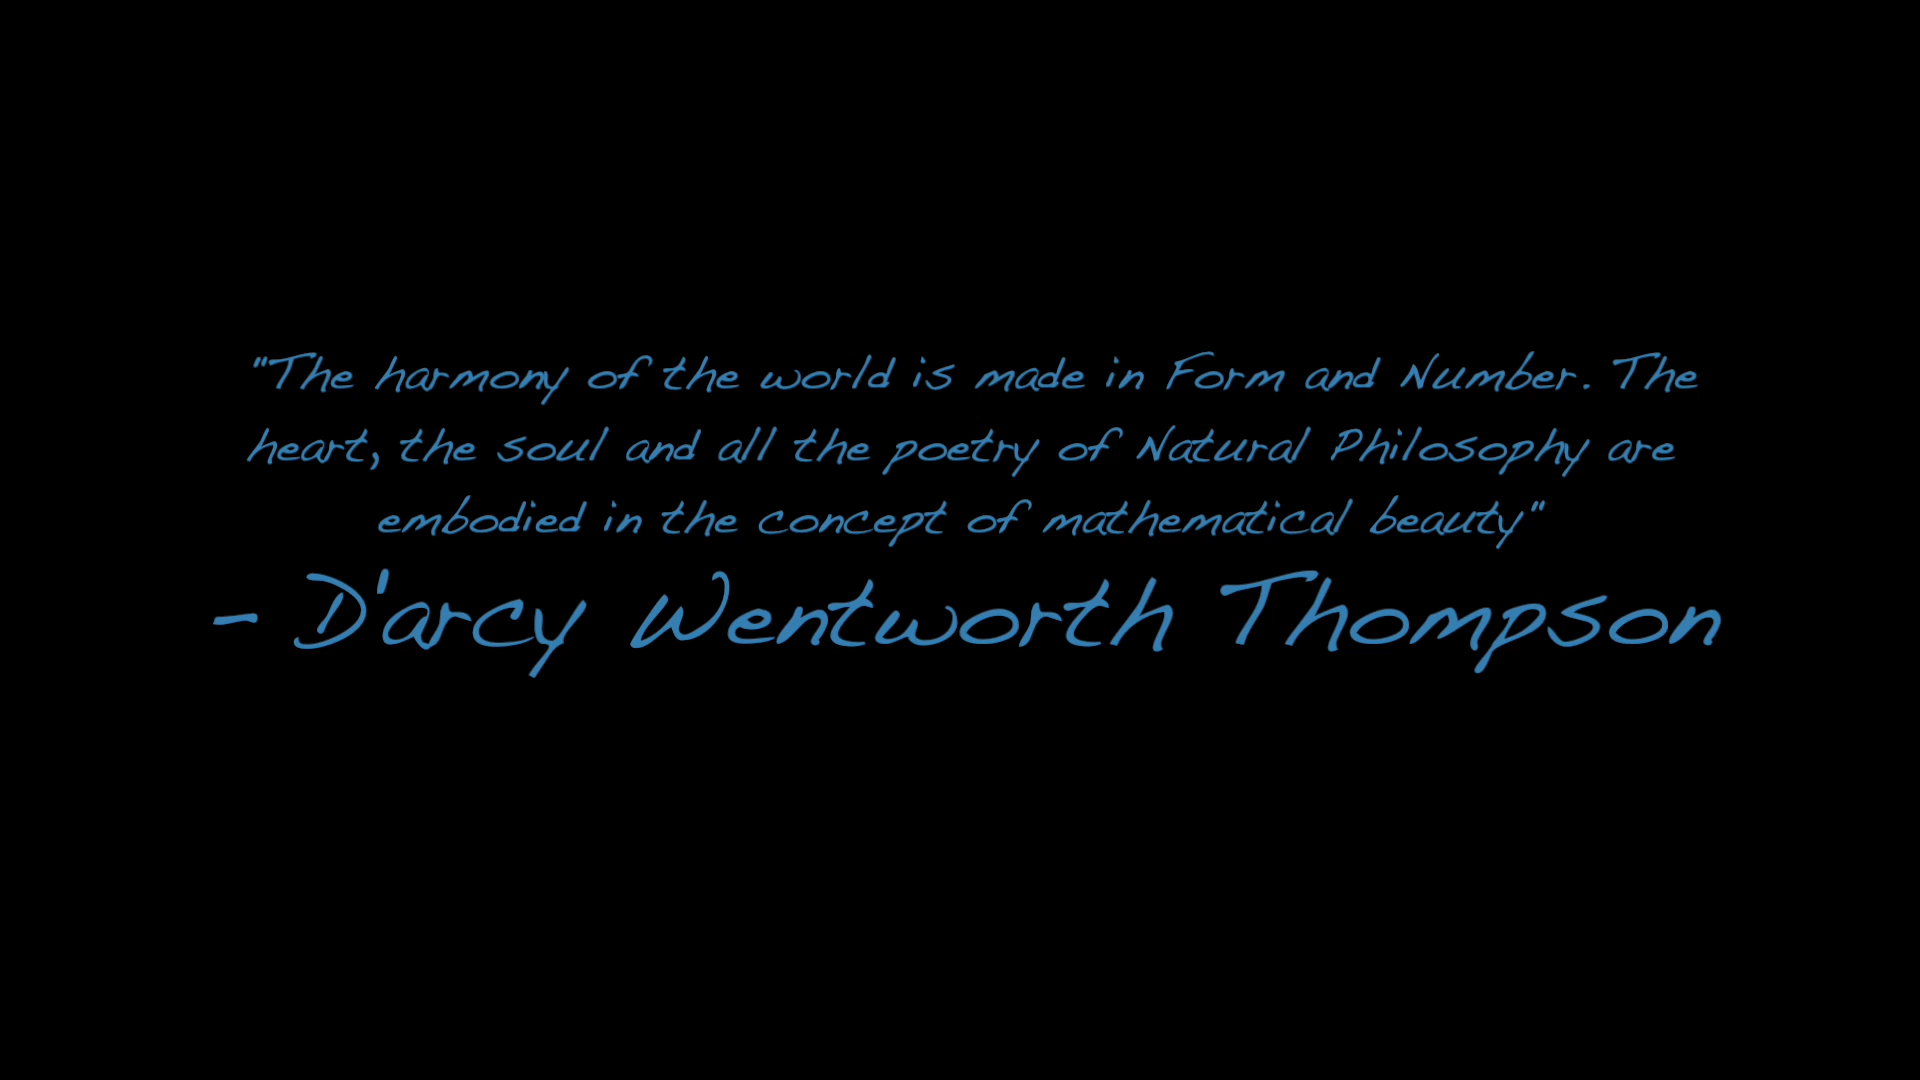 "The harmony of the world is made in Form and Number. The
heart, the soul and all the poetry of Natural Philosophy are
embodied in the concept of mathematical beauty"
- D'arcy Wentworth Thompson